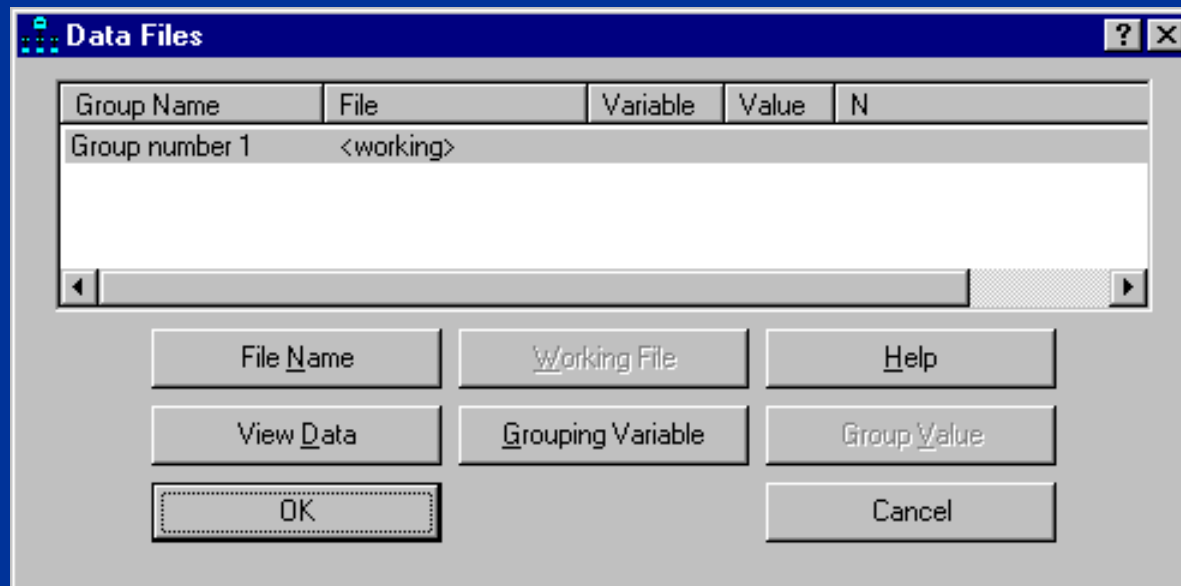 Data Files
Group Name File Variable Value N
Group number 1 <working>
File Name Working File Help
View Data Grouping Variable Group Value
OK Cancel